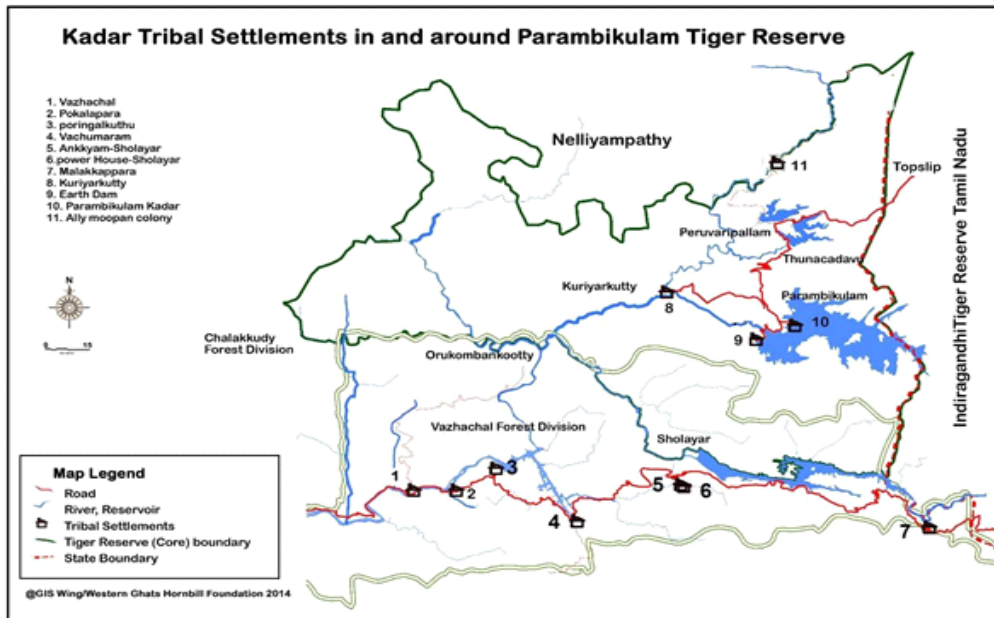 Kadar Tribal Settlements in and around Parambikulam Tiger Reserve
1. Vazhachal
2. Pokalapara
3. poringalkuthu
4. Vachumaram
5. Ankkyam-Sholayar
6.power House-Sholayar
7. Malakkappara
8. Kuriyarkutty
9. Earth Dam
10. Parambikulam Kadar
11. Ally moopan colony
Nelliyampathy
11
Topslip
Peruvaripallam
Thunacadavu
Kuriyarkutty
8
Parambikulam
10
9
IndiragandhiTiger Reserve Tamil Nadu
N
0 15
Chalakkudy
Forest Division
Orukombankootty
Vazhachal Forest Division
Sholayar
1
2
3
4
5
6
7
Map Legend
Road
River, Reservoir
Tribal Settlements
Tiger Reserve (Core) boundary
State Boundary
@GIS Wing/Western Ghats Hornbill Foundation 2014